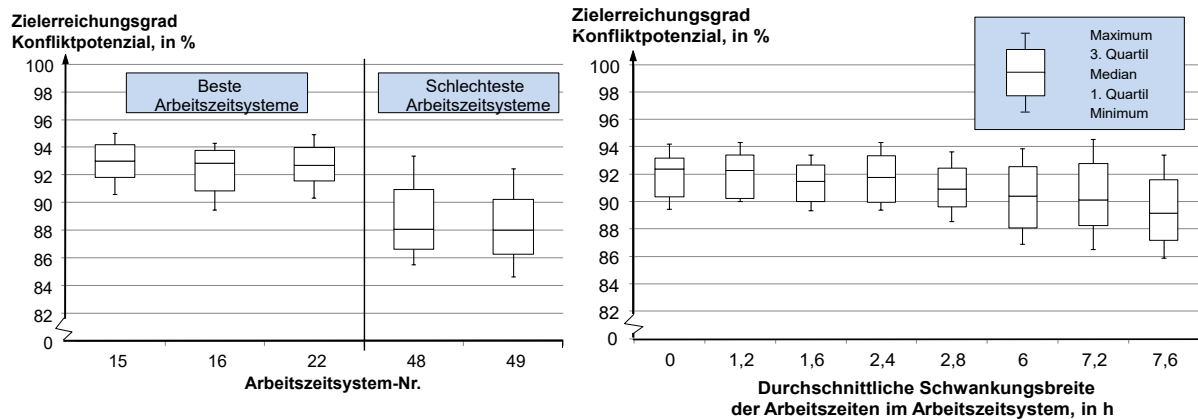 Zielerreichungsgrad
Konfliktpotenzial, in %
100
98
96
94
92
90
88
86
84
82
0
Beste
Arbeitszeitsysteme
Schlechteste
Arbeitszeitsysteme
15 16 22 48 49
Arbeitszeitsystem-Nr.
Zielerreichungsgrad
Konfliktpotenzial, in %
100
98
96
94
92
90
88
86
84
82
0
Maximum
3. Quartil
Median
1. Quartil
Minimum
0 1,2 1,6 2,4 2,8 6 7,2 7,6
Durchschnittliche Schwankungsbreite
der Arbeitszeiten im Arbeitszeitsystem, in h